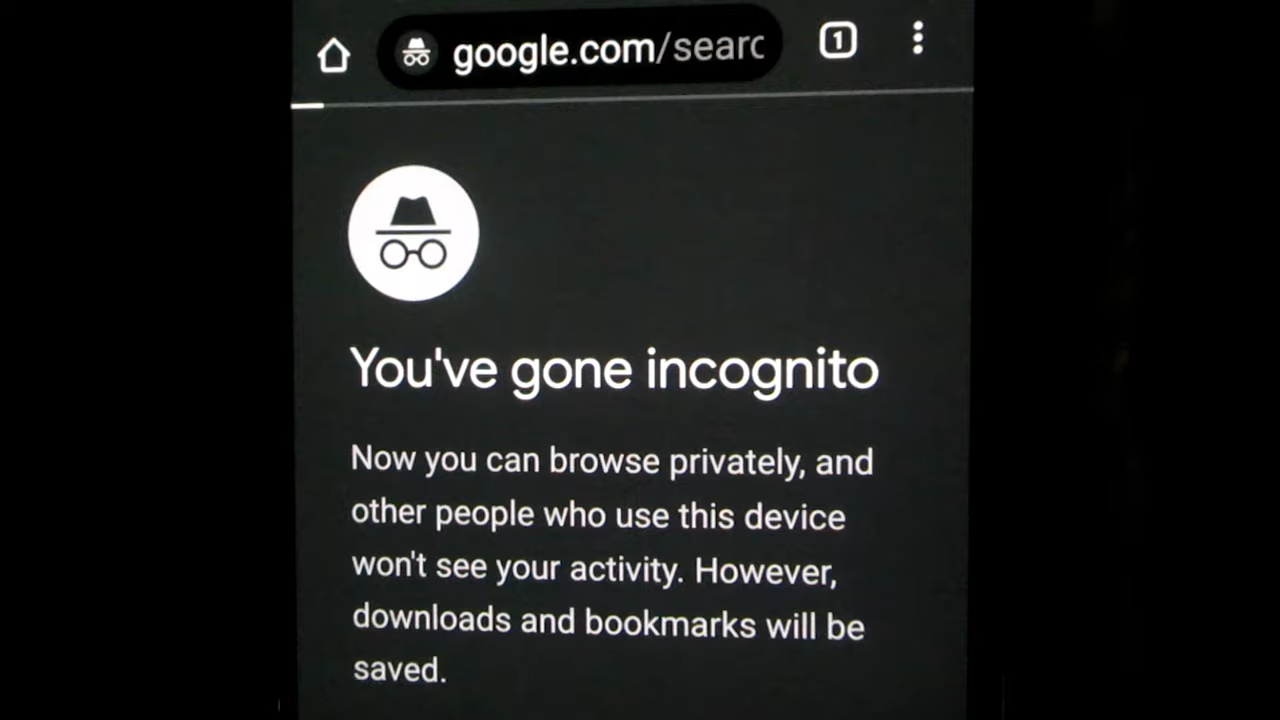 google.com/searc
1
You've gone incognito
Now you can browse privately, and
other people who use this device
won't see your activity. However,
downloads and bookmarks will be
saved.